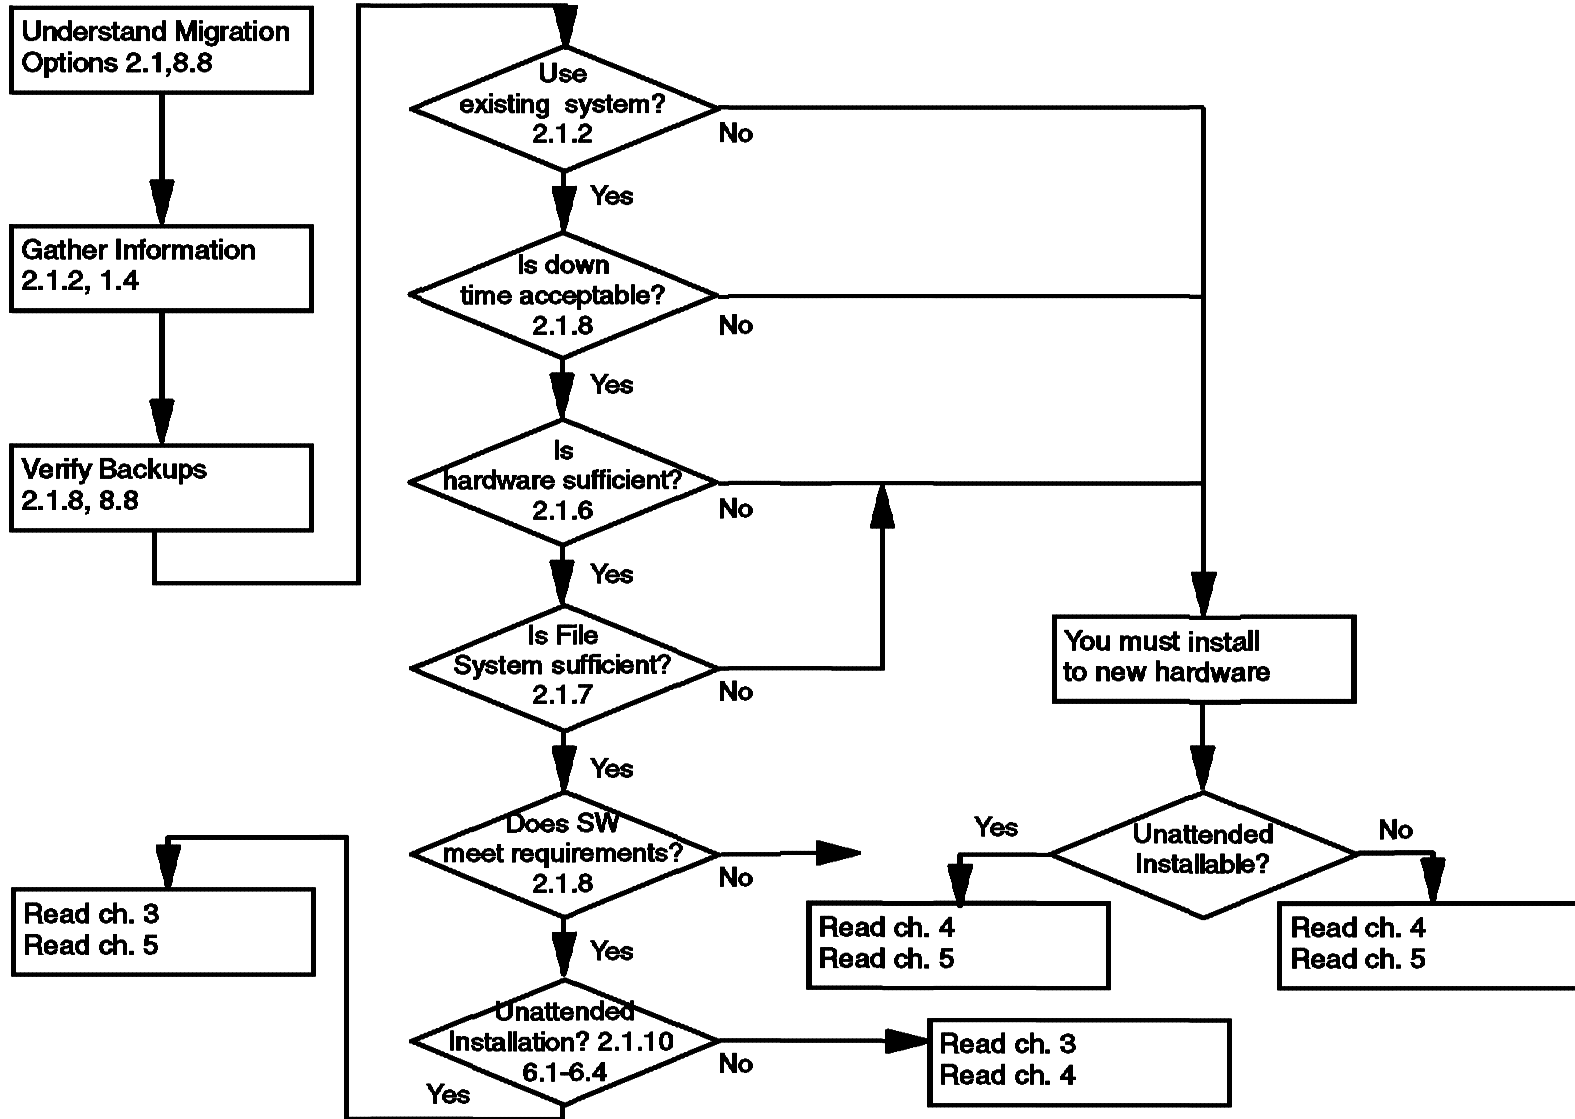 Understand Migration
Options 2.1,8.8
Gather Information
2.1.2, 1.4
Verify Backups
2.1.8, 8.8
Use
existing system?
2.1.2
No
Yes
Is down
time acceptable?
2.1.8
No
Yes
Is
hardware sufficient?
2.1.6
No
Yes
Is File
System sufficient?
2.1.7
No
Yes
Does SW
meet requirements?
2.1.8
No
Yes
Unattended
Installation? 2.1.10
6.1-6.4
No
Yes
Read ch. 3
Read ch. 5
Read ch. 3
Read ch. 4
You must install
to new hardware
Unattended
Installable?
Yes
No
Read ch. 4
Read ch. 5
Read ch. 4
Read ch. 5